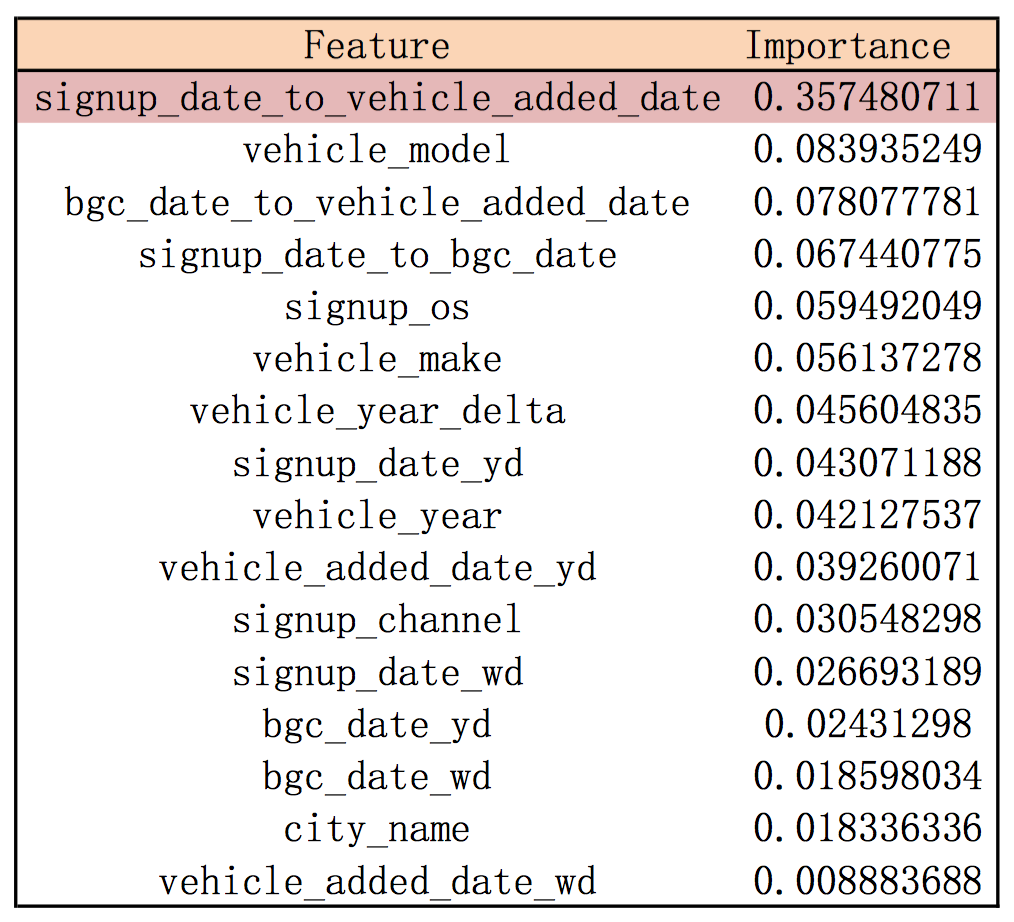 Feature Importance
signup_date_to_vehicle_added_date 0.357480711
vehicle_model 0.083935249
bgc_date_to_vehicle_added_date 0.078077781
signup_date_to_bgc_date 0.067440775
signup_os 0.059492049
vehicle_make 0.056137278
vehicle_year_delta 0.045604835
signup_date_yd 0.043071188
vehicle_year 0.042127537
vehicle_added_date_yd 0.039260071
signup_channel 0.030548298
signup_date_wd 0.026693189
bgc_date_yd 0.02431298
bgc_date_wd 0.018598034
city_name 0.018336336
vehicle_added_date_wd 0.008883688